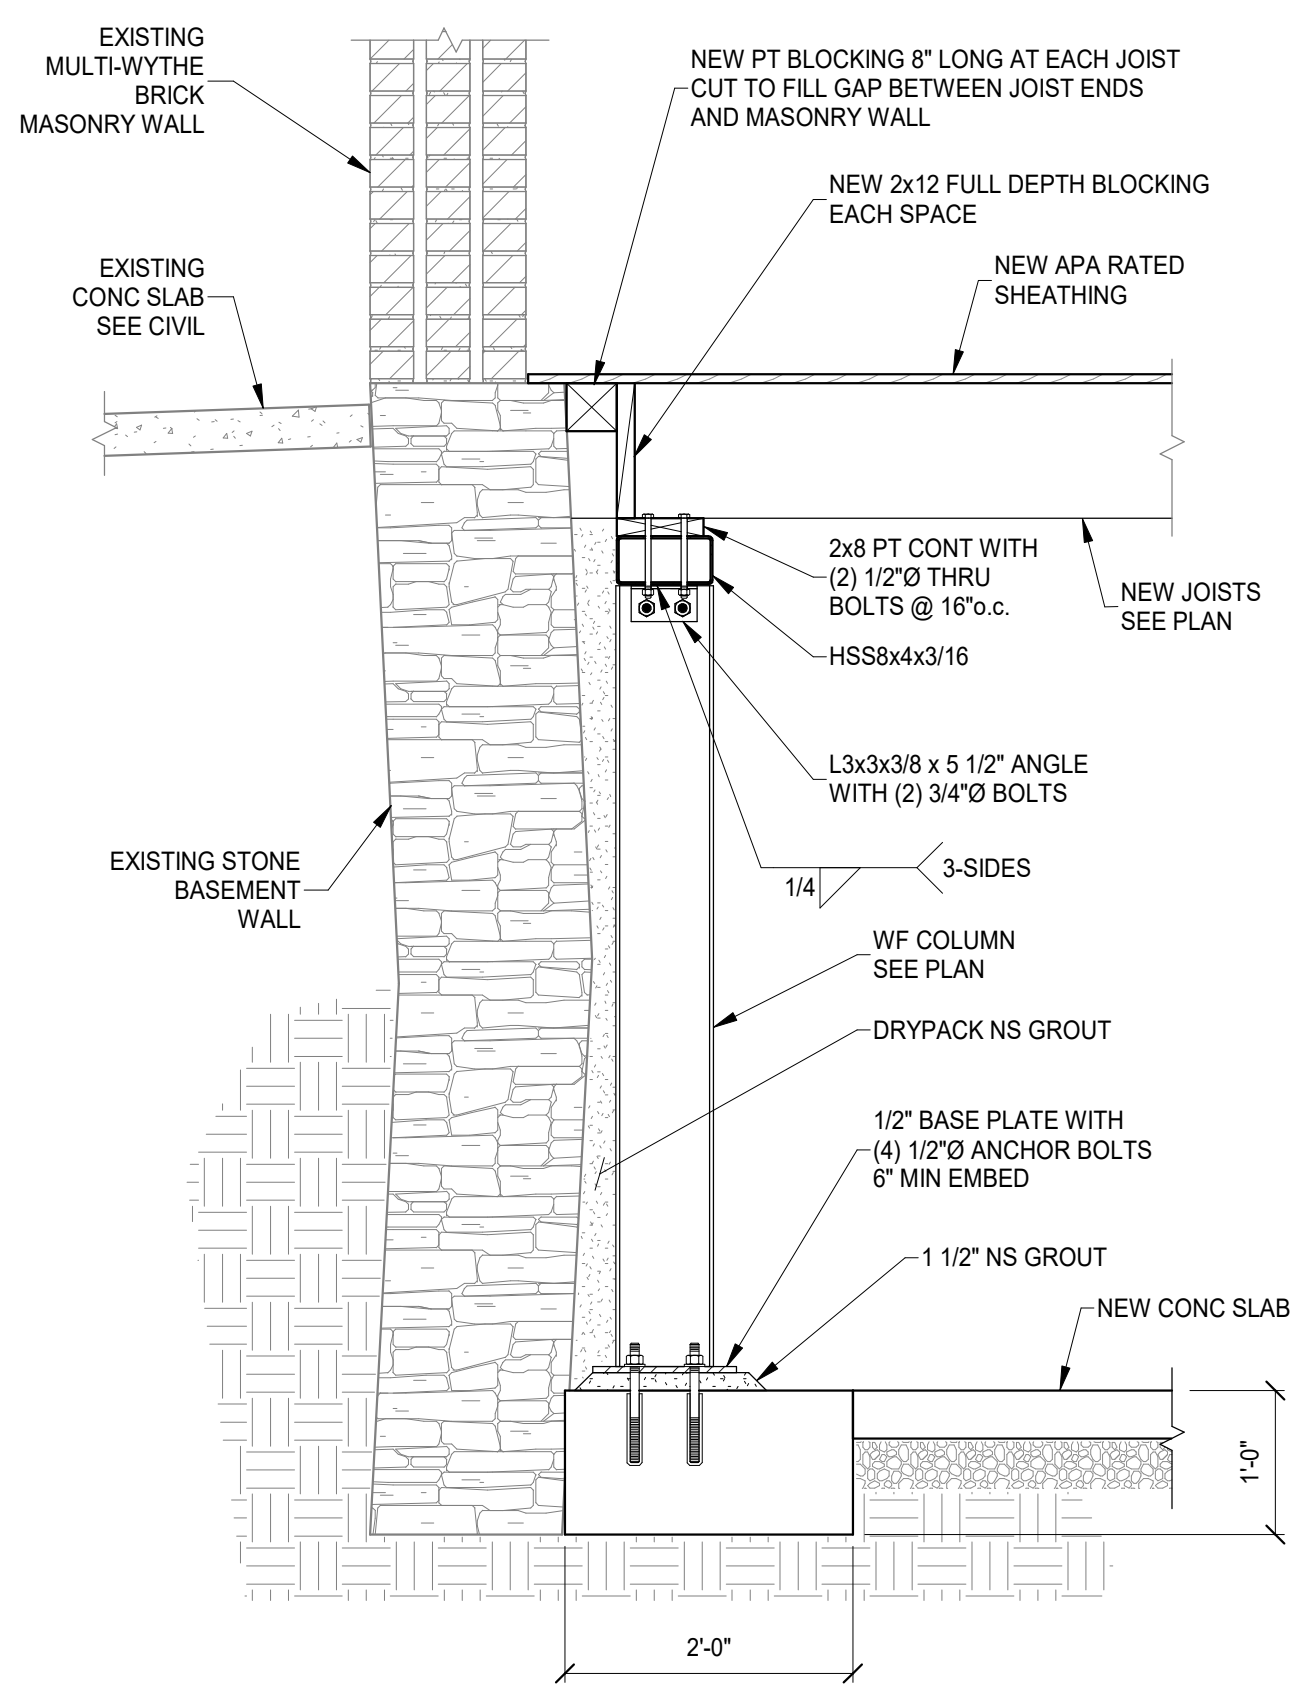 EXISTING
MULTI-WYTHE
BRICK
MASONRY WALL
NEW PT BLOCKING 8" LONG AT EACH JOIST
CUT TO FILL GAP BETWEEN JOIST ENDS
AND MASONRY WALL
NEW 2x12 FULL DEPTH BLOCKING
EACH SPACE
NEW APA RATED
SHEATHING
EXISTING
CONC SLAB
SEE CIVIL
2x8 PT CONT WITH
(2) 1/2"Ø THRU
BOLTS @ 16"o.c.
NEW JOISTS
SEE PLAN
HSS8x4x3/16
L3x3x3/8 x 5 1/2" ANGLE
WITH (2) 3/4"Ø BOLTS
1/4
3-SIDES
EXISTING STONE
BASEMENT
WALL
WF COLUMN
SEE PLAN
DRYPACK NS GROUT
1/2" BASE PLATE WITH
(4) 1/2"Ø ANCHOR BOLTS
6" MIN EMBED
1 1/2" NS GROUT
NEW CONC SLAB
1'-0"
2'-0"